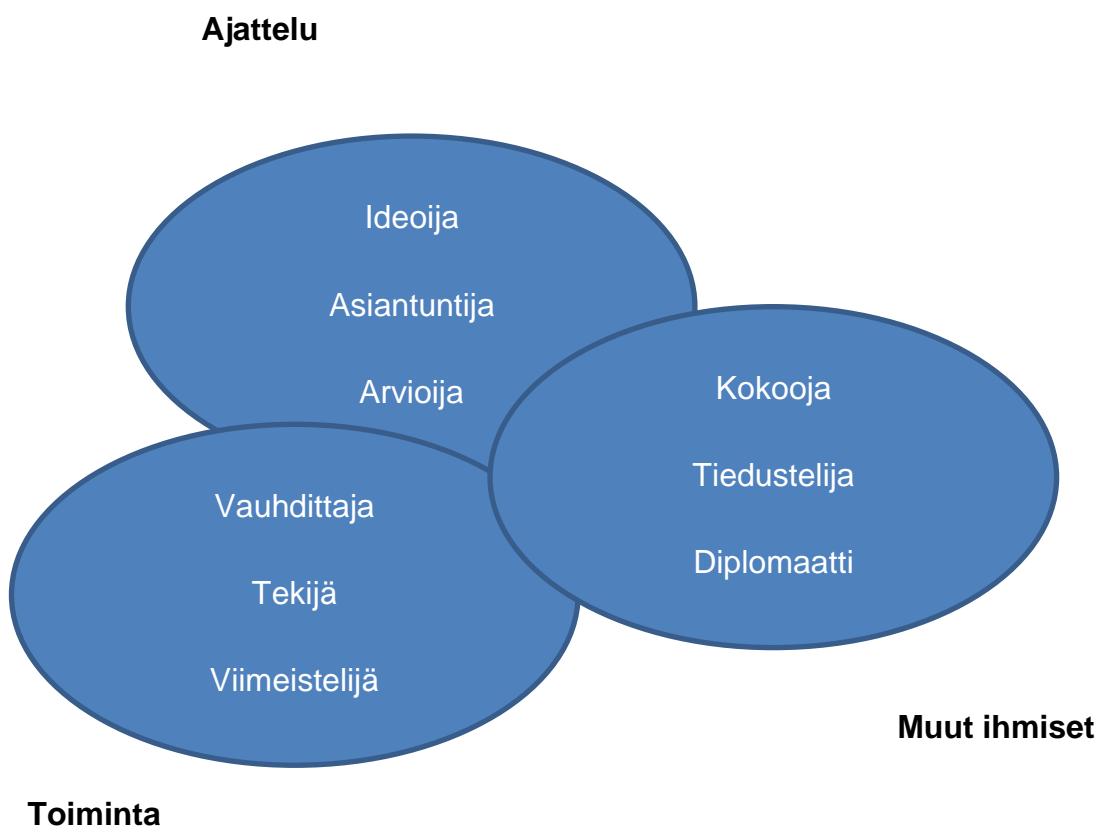 Ajattelu
Ideoija
Asiantuntija
Arvioija
Kokooja
Tiedustelija
Diplomaatti
Vauhdittaja
Tekijä
Viimeistelijä
Muut ihmiset
Toiminta